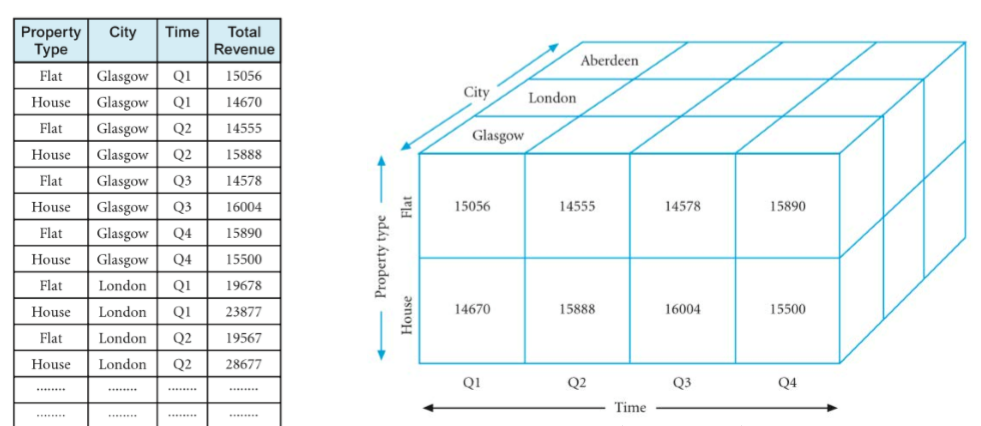 Property Type City Time Total Revenue
Flat Glasgow Q1 15056
House Glasgow Q1 14670
Flat Glasgow Q2 14555
House Glasgow Q2 15888
Flat Glasgow Q3 14578
House Glasgow Q3 16004
Flat Glasgow Q4 15890
House Glasgow Q4 15500
Flat London Q1 19678
House London Q1 23877
Flat London Q2 19567
House London Q2 28677
........ ........ ........ ........
........ ........ ........ ........
City
Aberdeen
London
Glasgow
Property type
Flat
15056 14555 14578 15890
House
14670 15888 16004 15500
Q1 Q2 Q3 Q4
Time